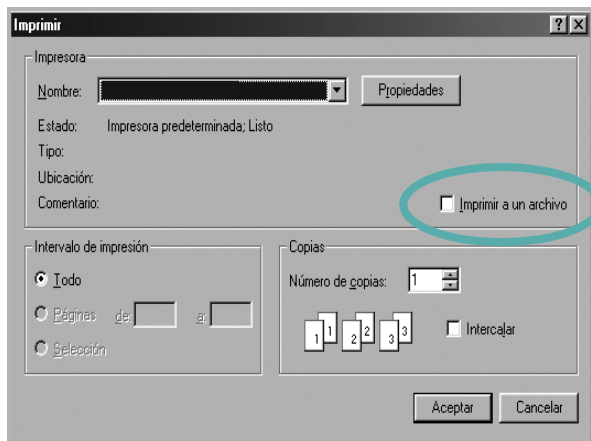 Imprimir
Impresora
Nombre:
Propiedades
Estado: Impresora predeterminada; Listo
Tipo:
Ubicación:
Comentario:
Imprimir a un archivo
Intervalo de impresión
Todo
Páginas de: a:
Selección
Copias
Número de copias: 1
1 1 2 2 3 3
Intercalar
Aceptar Cancelar